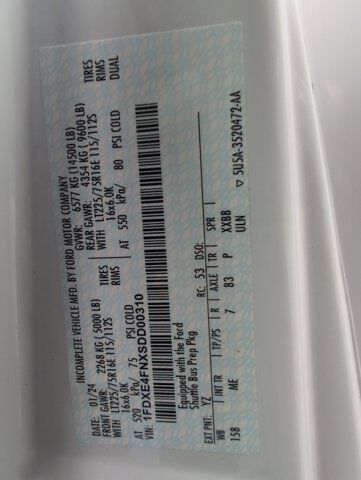 INCOMPLETE VEHICLE MFD. BY FORD MOTOR COMPANY
DATE: 01/24 GVWR: 6577 KG (14500 LB)
FRONT GAWR: 2268 KG (5000 LB) REAR GAWR: 4354 KG (9600 LB)
WITH LT225/75R16E 115/112S TIRES WITH LT225/75R16E 115/112S TIRES
16x6.0K RIMS 16x6.0K RIMS
AT 520 kPa/ 75 PSI COLD AT 550 kPa/ 80 PSI COLD DUAL
VIN: 1FDXE4FNXSDD00310
Equipped with the Ford
Shuttle Bus Prep Pkg
EXT PNT: YZ RC: 53 DSO:
WB INT TR TP/PS R AXLE TR SPR
158 ME 7 83 P XXBB
ULN
5U5A-3520472-AA